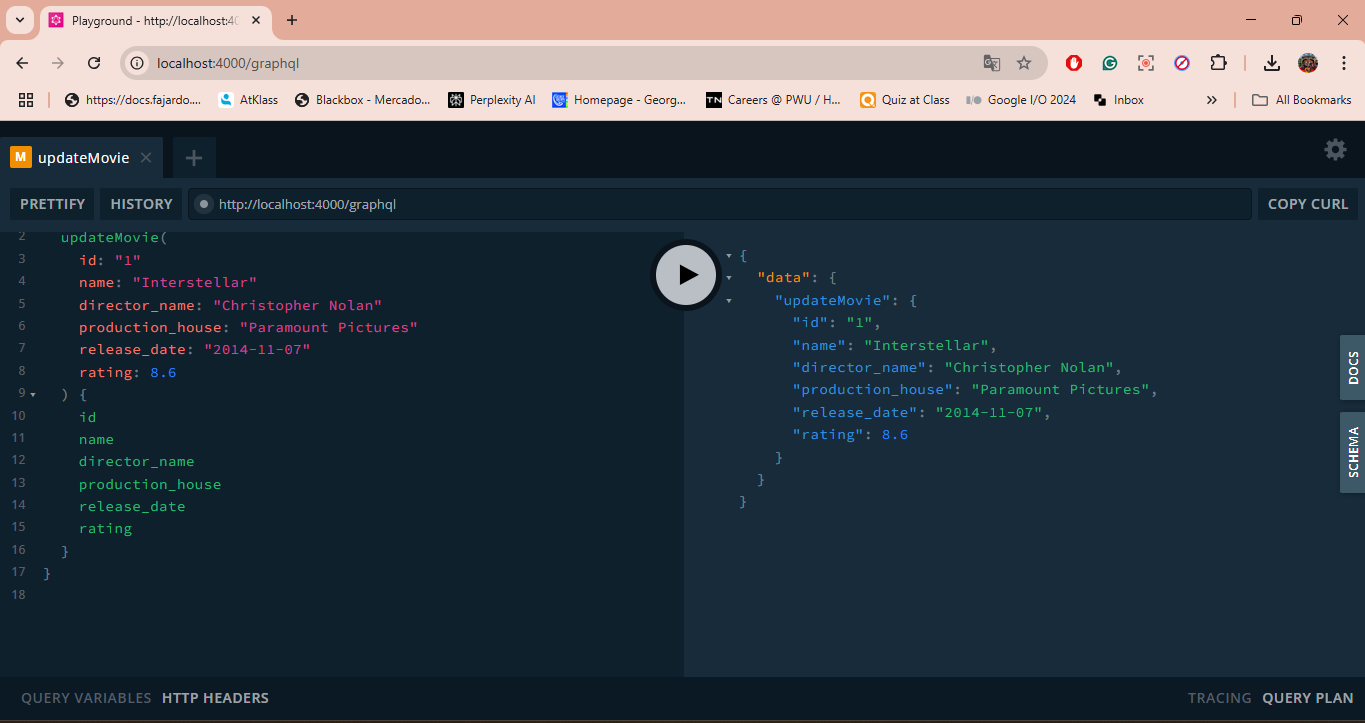 Playground - http://localhost:40
localhost:4000/graphql
https://docs.fajardo....
AtKlass
Blackbox - Mercado...
Perplexity AI
Homepage - Georg...
TN
Careers @ PWU / H...
Quiz at Class
I/O
Google I/O 2024
Inbox
All Bookmarks
M
updateMovie
PRETTIFY
HISTORY
http://localhost:4000/graphql
COPY CURL
2 updateMovie(
3 id: "1"
4 name: "Interstellar"
5 director_name: "Christopher Nolan"
6 production_house: "Paramount Pictures"
7 release_date: "2014-11-07"
8 rating: 8.6
9 ) {
10 id
11 name
12 director_name
13 production_house
14 release_date
15 rating
16 }
17 }
18
{
"data": {
"updateMovie": {
"id": "1",
"name": "Interstellar",
"director_name": "Christopher Nolan",
"production_house": "Paramount Pictures",
"release_date": "2014-11-07",
"rating": 8.6
}
}
}
DOCS
SCHEMA
QUERY VARIABLES
HTTP HEADERS
TRACING
QUERY PLAN